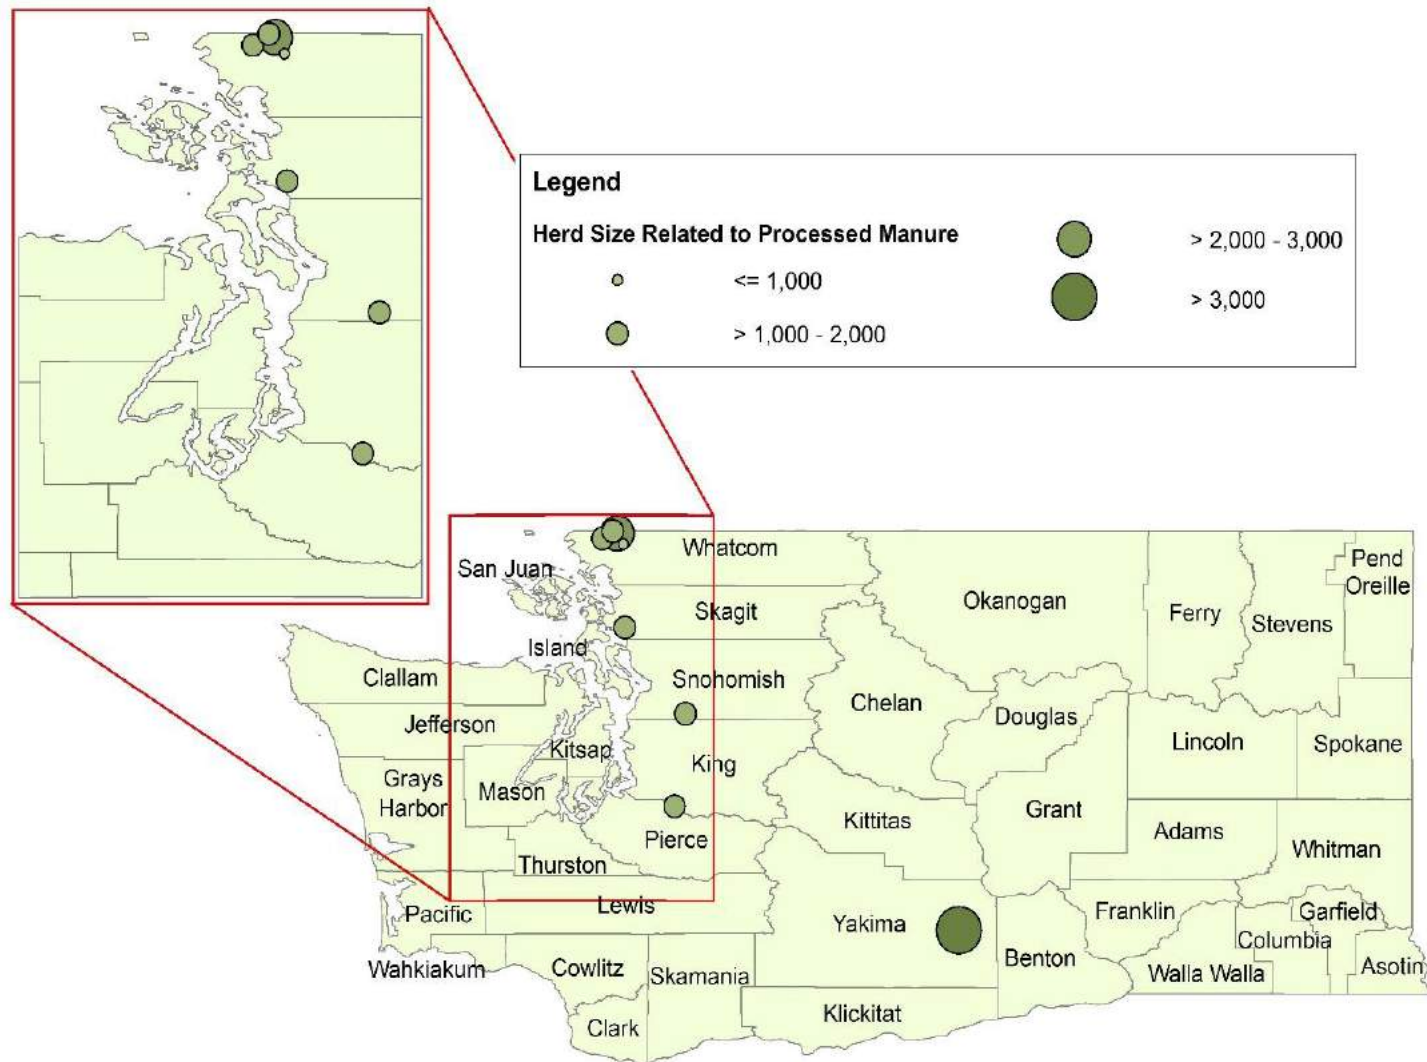 Legend
Herd Size Related to Processed Manure
<= 1,000
> 1,000 - 2,000
> 2,000 - 3,000
> 3,000
Whatcom
San Juan
Skagit
Island
Clallam
Snohomish
Jefferson
Kitsap
King
Grays
Harbor
Mason
Pierce
Thurston
Lewis
Pacific
Wahkiakum
Cowlitz
Skamania
Clark
Okanogan
Ferry
Stevens
Pend
Oreille
Chelan
Douglas
Lincoln
Spokane
Kittitas
Grant
Adams
Whitman
Yakima
Benton
Franklin
Garfield
Columbia
Walla Walla
Asotin
Klickitat